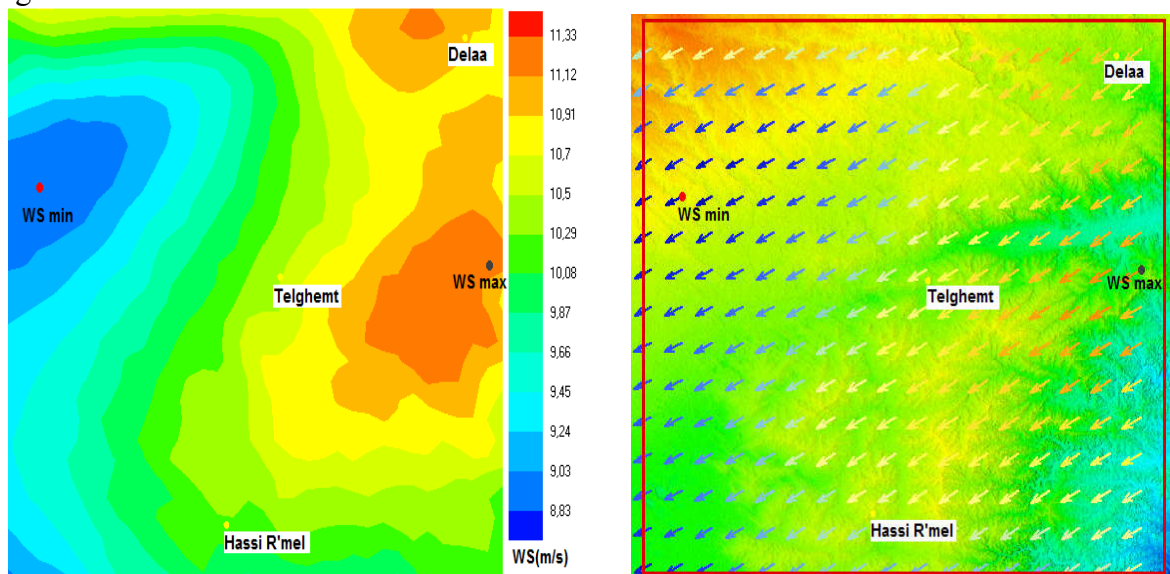 Delaa
WS min
Telghemt
WS max
Hassi R'mel
11,33
11,12
10,91
10,7
10,5
10,29
10,08
9,87
9,66
9,45
9,24
9,03
8,83
WS(m/s)
Delaa
WS min
WS max
Telghemt
Hassi R'mel